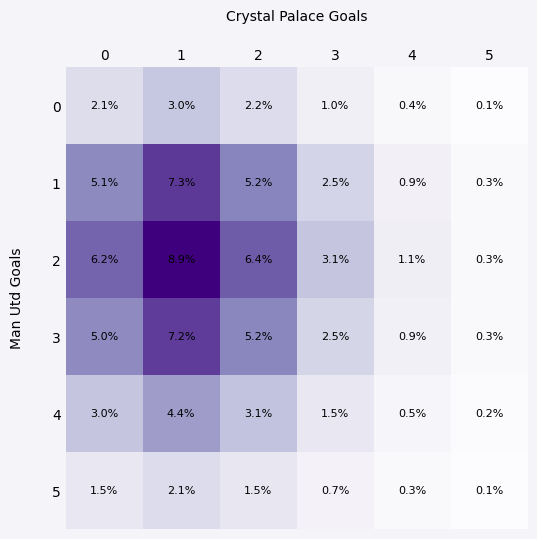 Crystal Palace Goals
0 1 2 3 4 5
0 2.1% 3.0% 2.2% 1.0% 0.4% 0.1%
1 5.1% 7.3% 5.2% 2.5% 0.9% 0.3%
2 6.2% 8.9% 6.4% 3.1% 1.1% 0.3%
3 5.0% 7.2% 5.2% 2.5% 0.9% 0.3%
4 3.0% 4.4% 3.1% 1.5% 0.5% 0.2%
5 1.5% 2.1% 1.5% 0.7% 0.3% 0.1%
Man Utd Goals